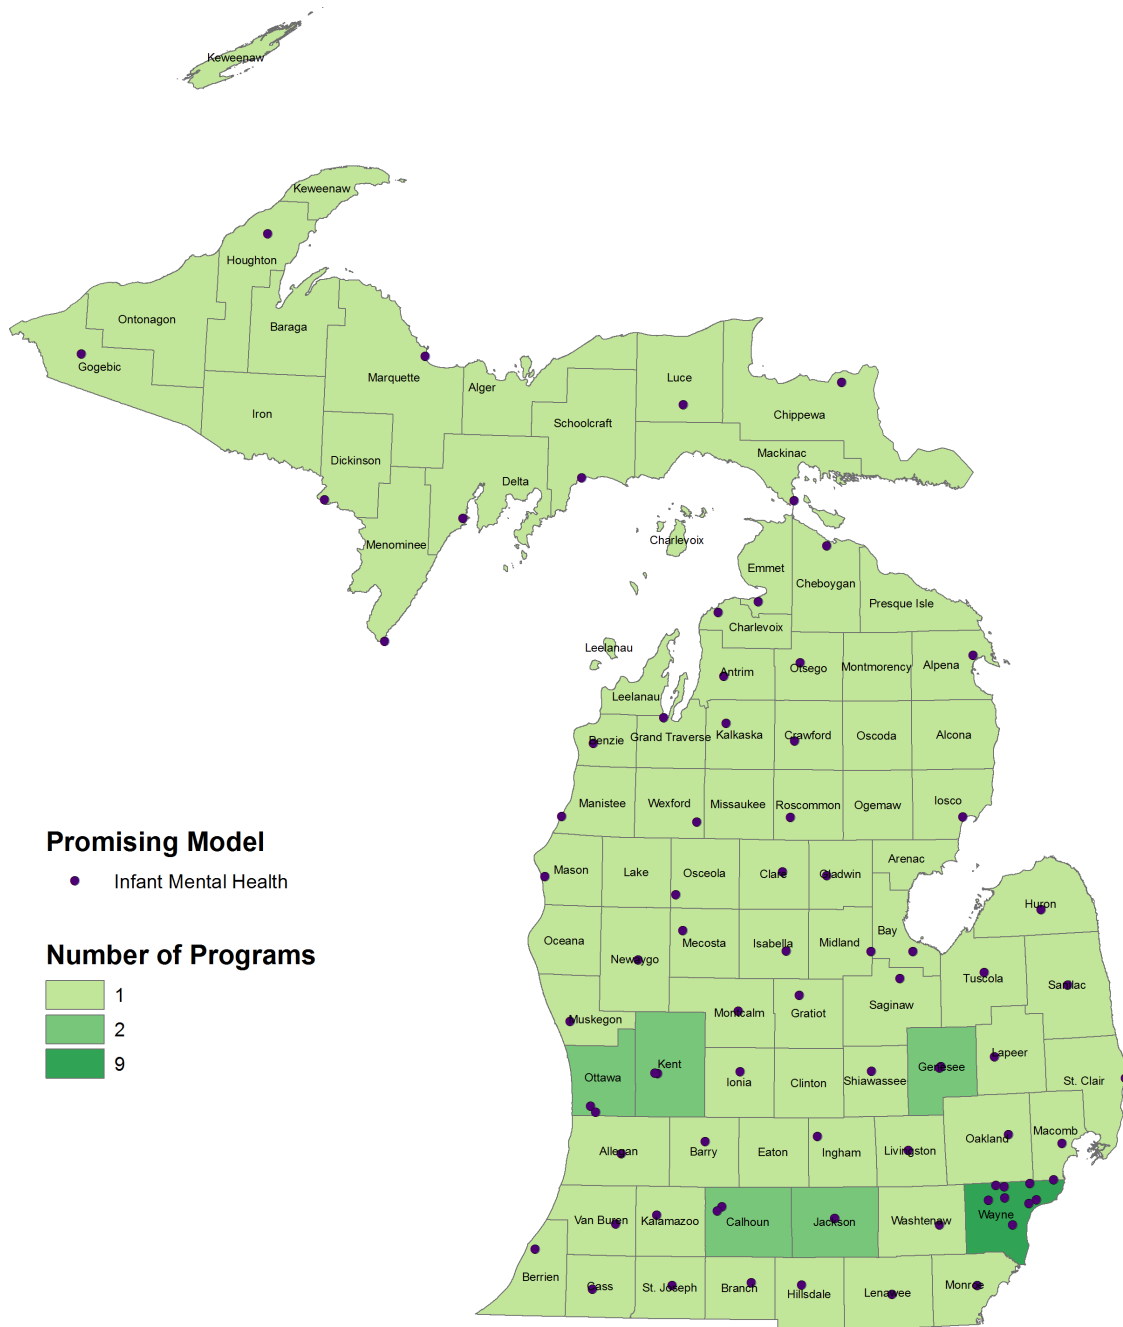 Keweenaw
Keweenaw
Houghton
Ontonagon
Baraga
Gogebic
Marquette
Alger
Luce
Iron
Schoolcraft
Chippewa
Dickinson
Mackinac
Delta
Menominee
Charlevoix
Emmet
Cheboygan
Presque Isle
Charlevoix
Leelanau
Antrim
Otsego
Montmorency
Alpena
Leelanau
Benzie
Grand Traverse
Kalkaska
Crawford
Oscoda
Alcona
Manistee
Wexford
Missaukee
Roscommon
Ogemaw
Iosco
Promising Model
Infant Mental Health
Mason
Lake
Osceola
Clare
Gladwin
Arenac
Huron
Number of Programs
1
2
9
Oceana
Newaygo
Mecosta
Isabella
Midland
Bay
Tuscola
Sanilac
Muskegon
Montcalm
Gratiot
Saginaw
Lapeer
Ottawa
Kent
Ionia
Clinton
Shiawassee
Genesee
St. Clair
Allegan
Barry
Eaton
Ingham
Livingston
Oakland
Macomb
Van Buren
Kalamazoo
Calhoun
Jackson
Washtenaw
Wayne
Berrien
Cass
St. Joseph
Branch
Hillsdale
Lenawee
Monroe